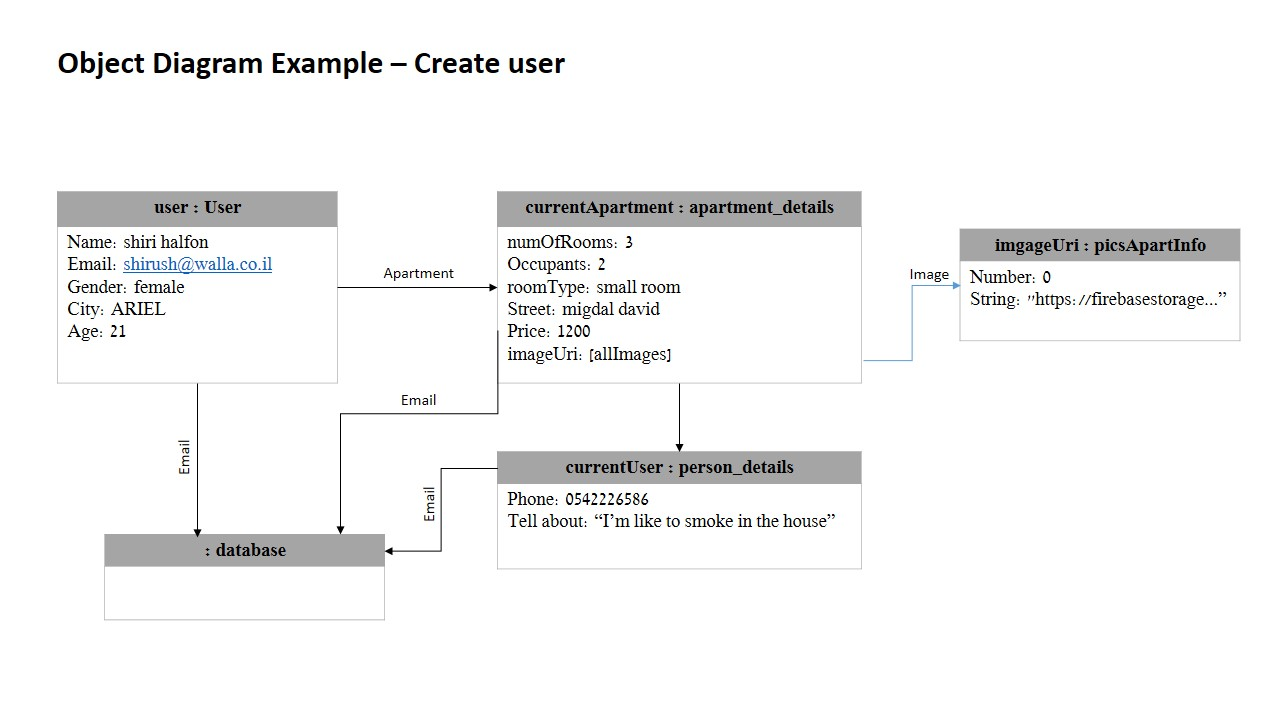 Object Diagram Example – Create user
user : User
Name: shiri halfon
Email: shirush@walla.co.il
Gender: female
City: ARIEL
Age: 21
Apartment
currentApartment : apartment_details
numOfRooms: 3
Occupants: 2
roomType: small room
Street: migdal david
Price: 1200
imageUri: [allImages]
Image
imgageUri : picsApartInfo
Number: 0
String: "https://firebasestorage...”
Email
Email
Email
currentUser : person_details
Phone: 0542226586
Tell about: “I’m like to smoke in the house”
: database